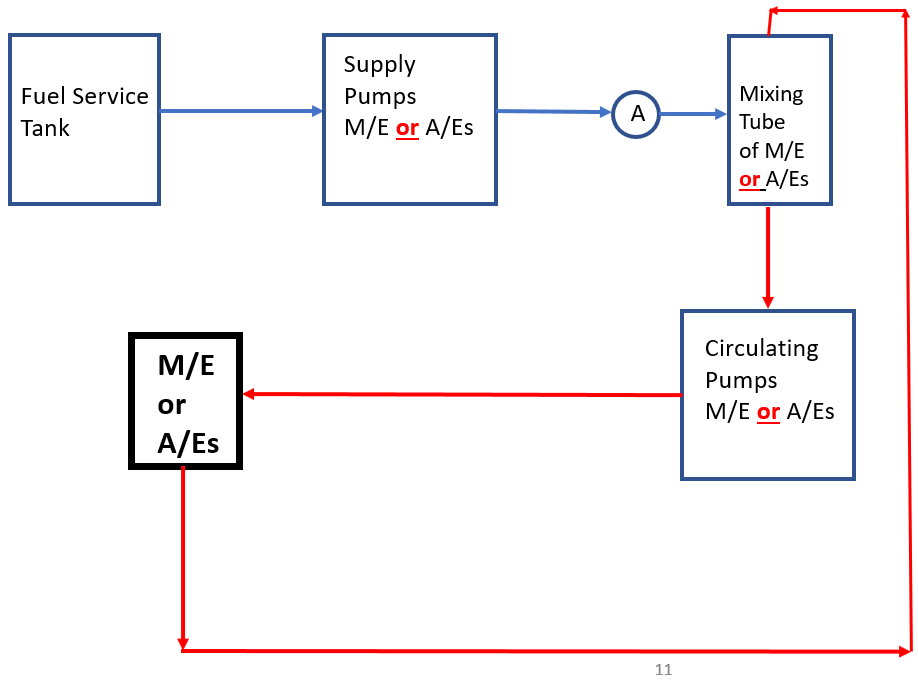 Fuel Service
Tank
Supply
Pumps
M/E or A/Es
A
Mixing
Tube
of M/E
or A/Es
Circulating
Pumps
M/E or A/Es
M/E
or
A/Es
11